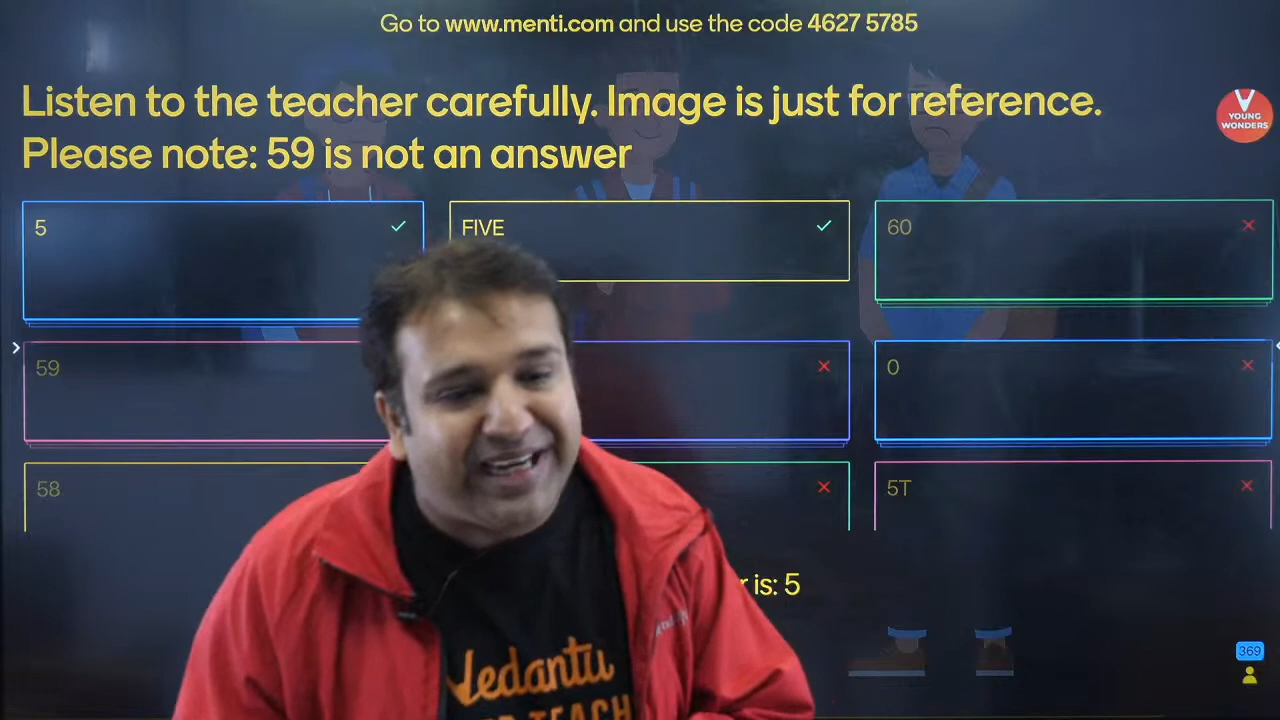 Go to www.menti.com and use the code 4627 5785
Listen to the teacher carefully. Image is just for reference.
Please note: 59 is not an answer
YOUNG
WONDERS
5
FIVE
60
59
0
58
5T
is: 5
369
Vedantu
TEACH